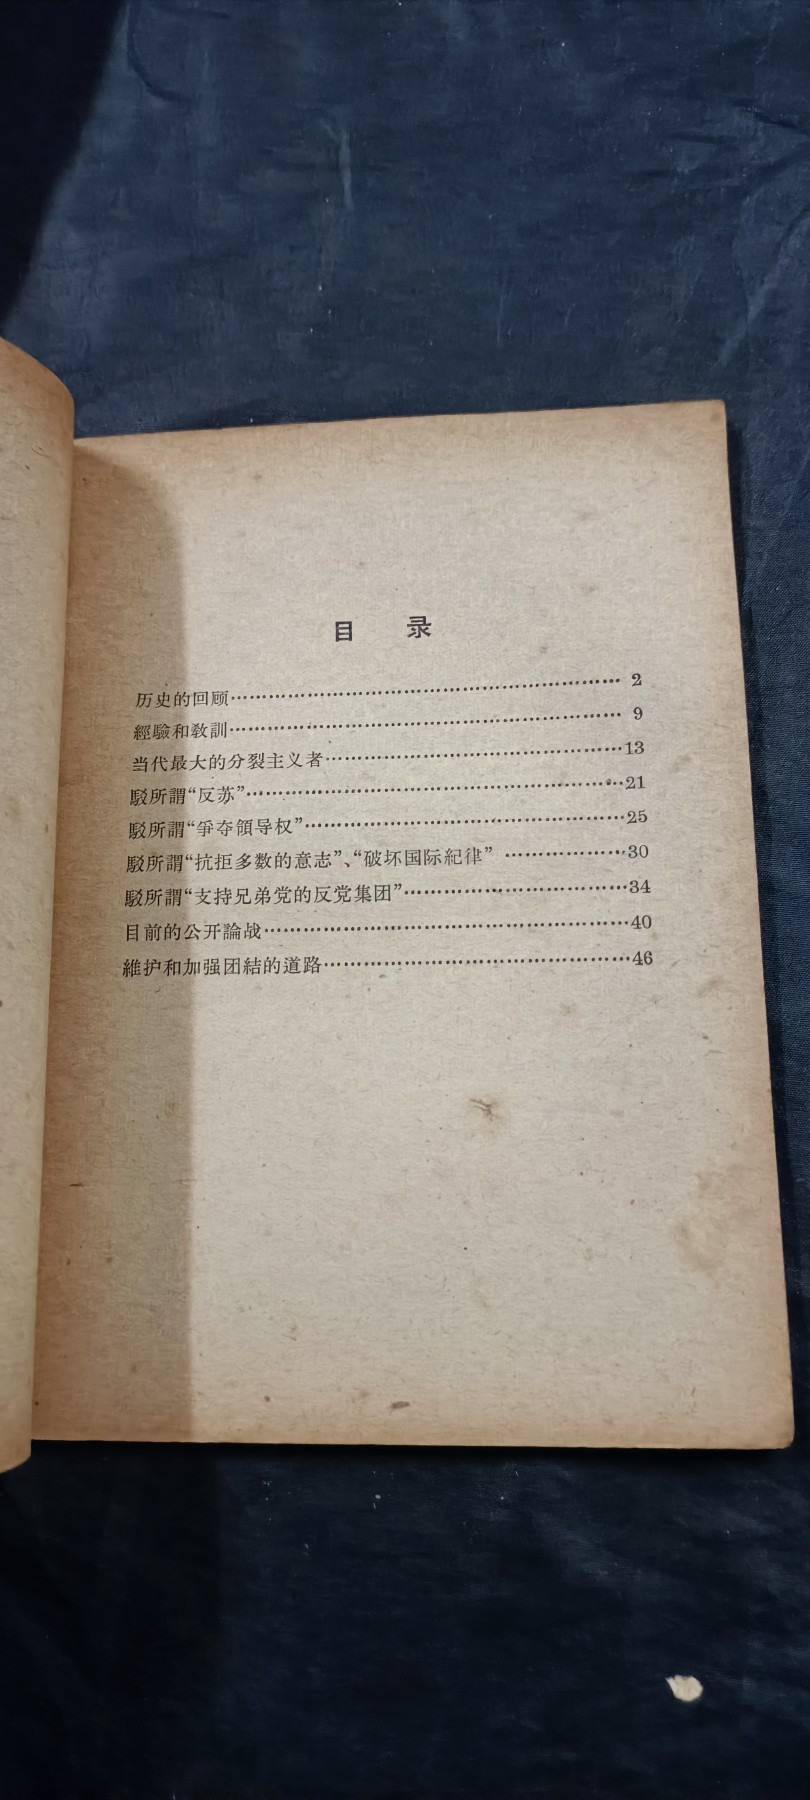 目　录
历史的回顾…………………………………………………… 2
經驗和敎訓…………………………………………………… 9
当代最大的分裂主义者………………………………………13
駁所謂“反苏”…………………………………………………21
駁所謂“爭夺領导权”…………………………………………25
駁所謂“抗拒多数的意志”、“破坏国际紀律” ………………30
駁所謂“支持兄弟党的反党集团”……………………………34
目前的公开論战………………………………………………40
維护和加强团結的道路………………………………………46